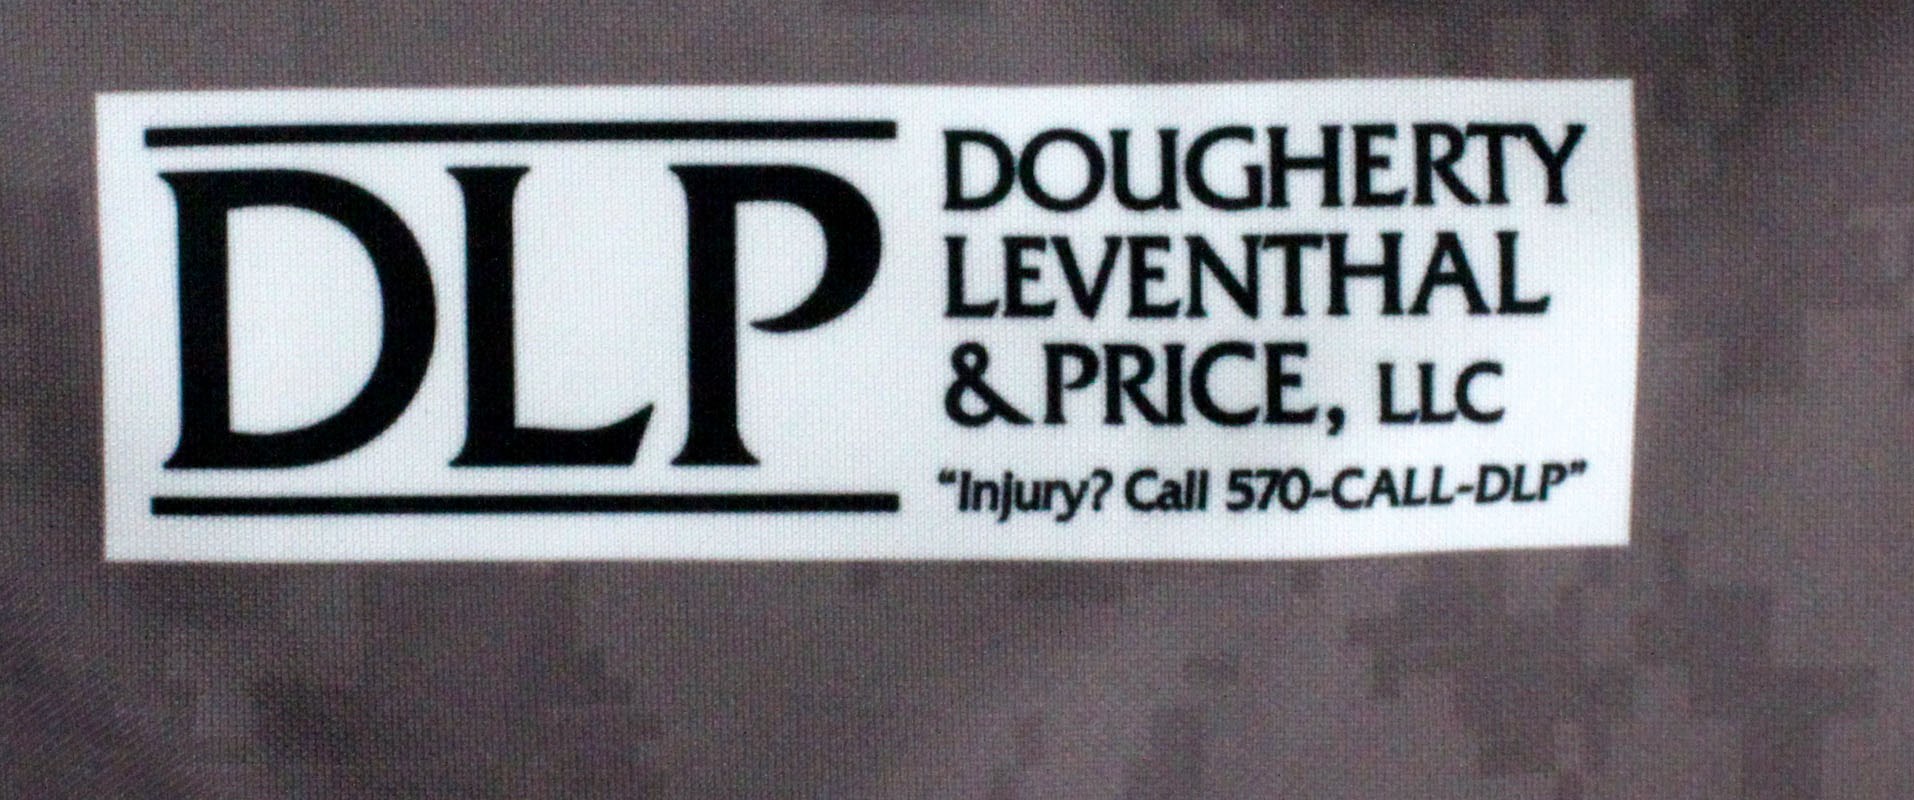 DLP
DOUGHERTY
LEVENTHAL
& PRICE, LLC
“Injury? Call 570-CALL-DLP”